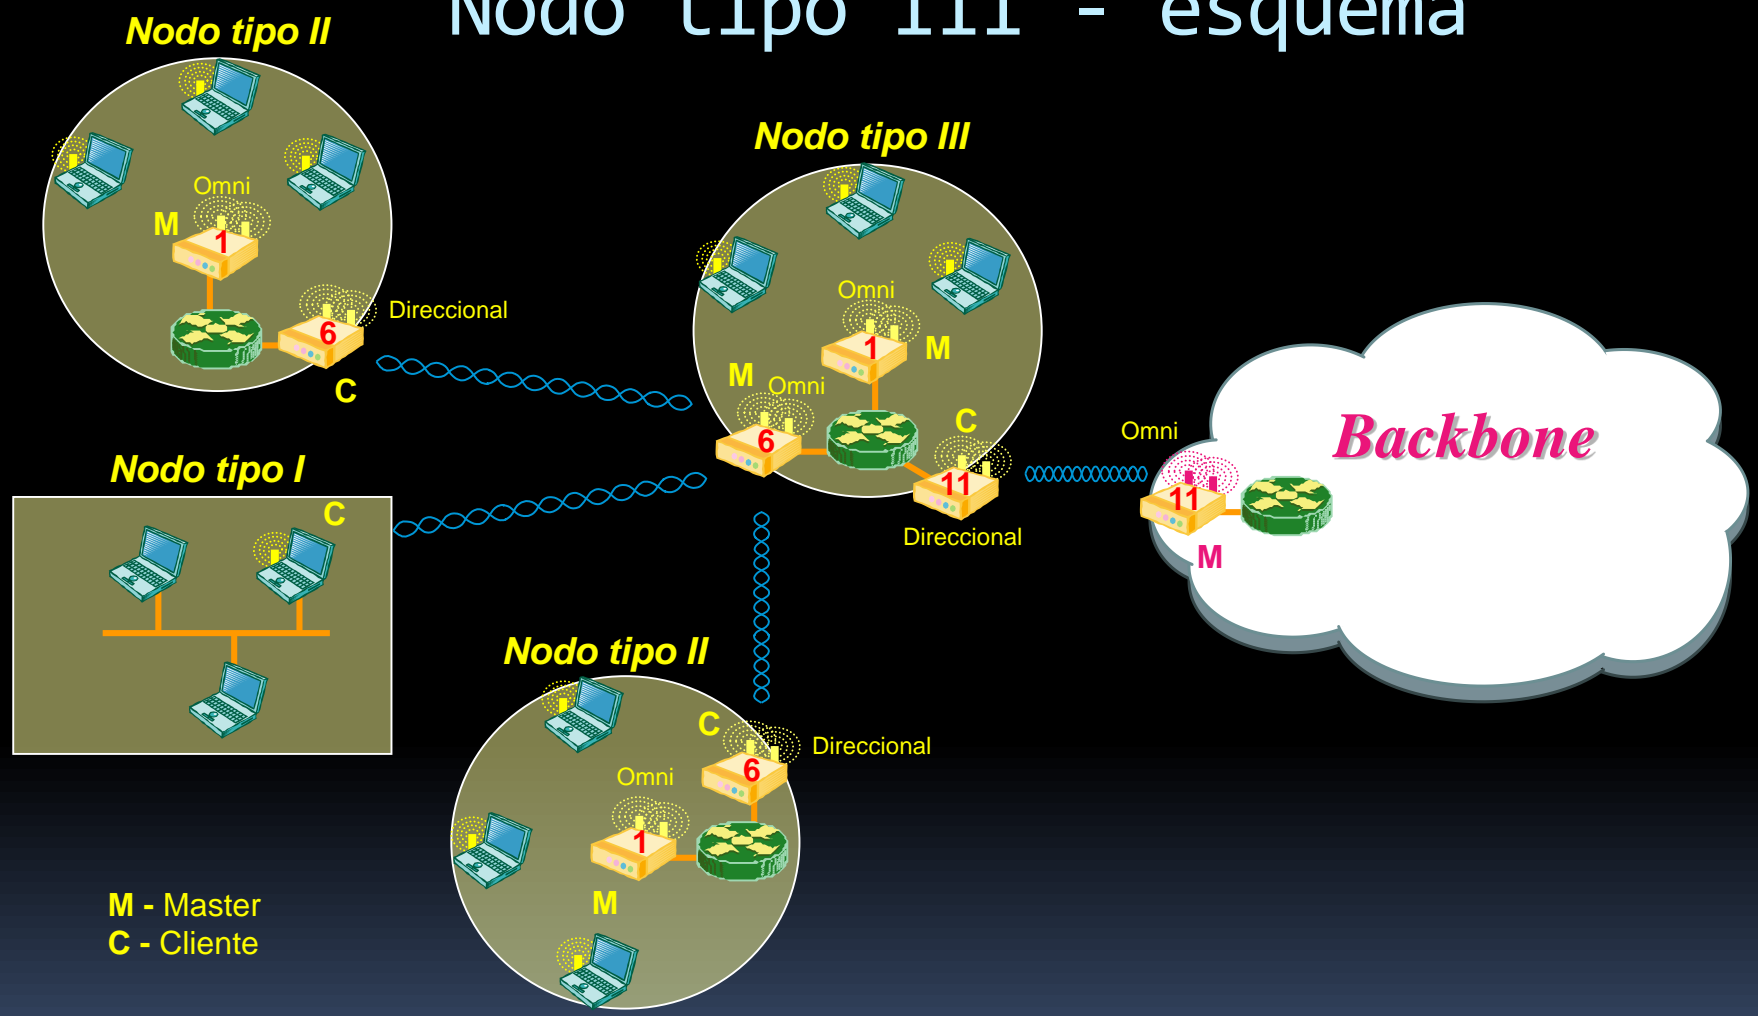 Nodo tipo III - esquema
Nodo tipo II
Omni
M
1
Direccional
6
C
Nodo tipo III
Omni
1
M
M
Omni
6
C
11
Direccional
Omni
Backbone
11
M
Nodo tipo I
C
Nodo tipo II
C
Direccional
6
Omni
1
M
M - Master
C - Cliente